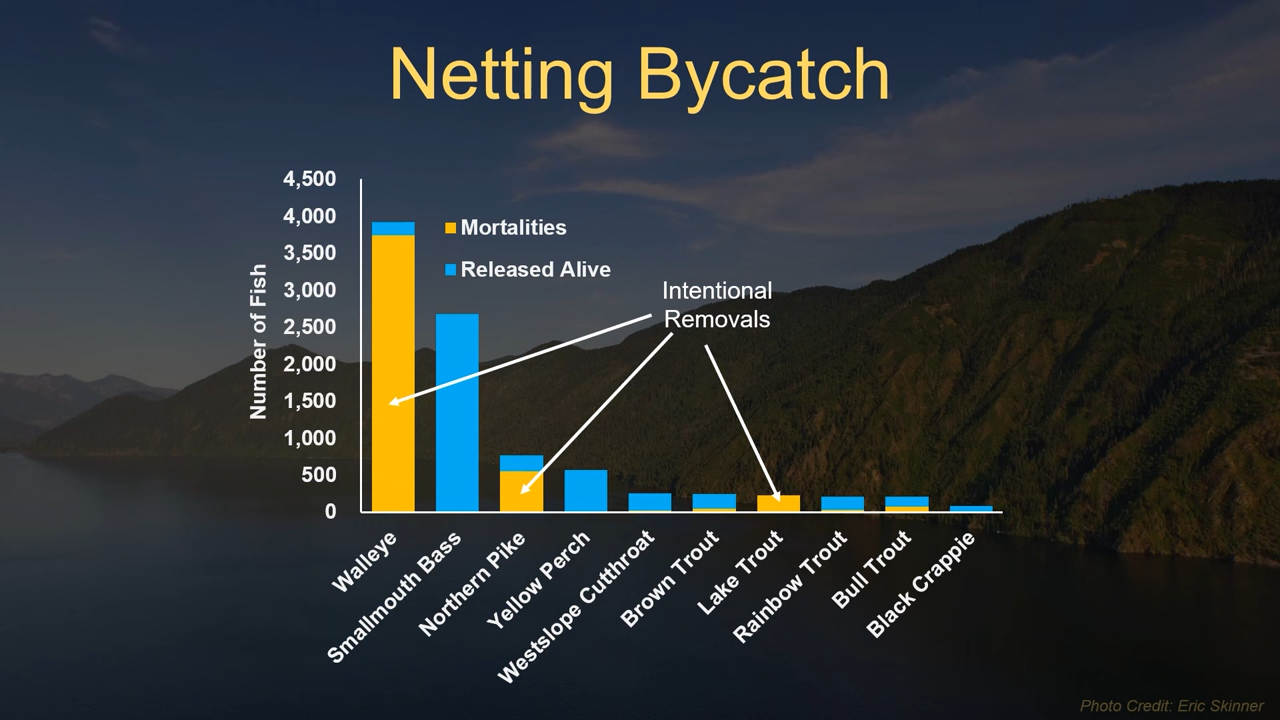 Netting Bycatch
4,500
4,000
3,500
3,000
2,500
2,000
1,500
1,000
500
0
Number of Fish
Mortalities
Released Alive
Intentional
Removals
Walleye
Smallmouth Bass
Northern Pike
Yellow Perch
Westslope Cutthroat
Brown Trout
Lake Trout
Rainbow Trout
Bull Trout
Black Crappie
Photo Credit: Eric Skinner